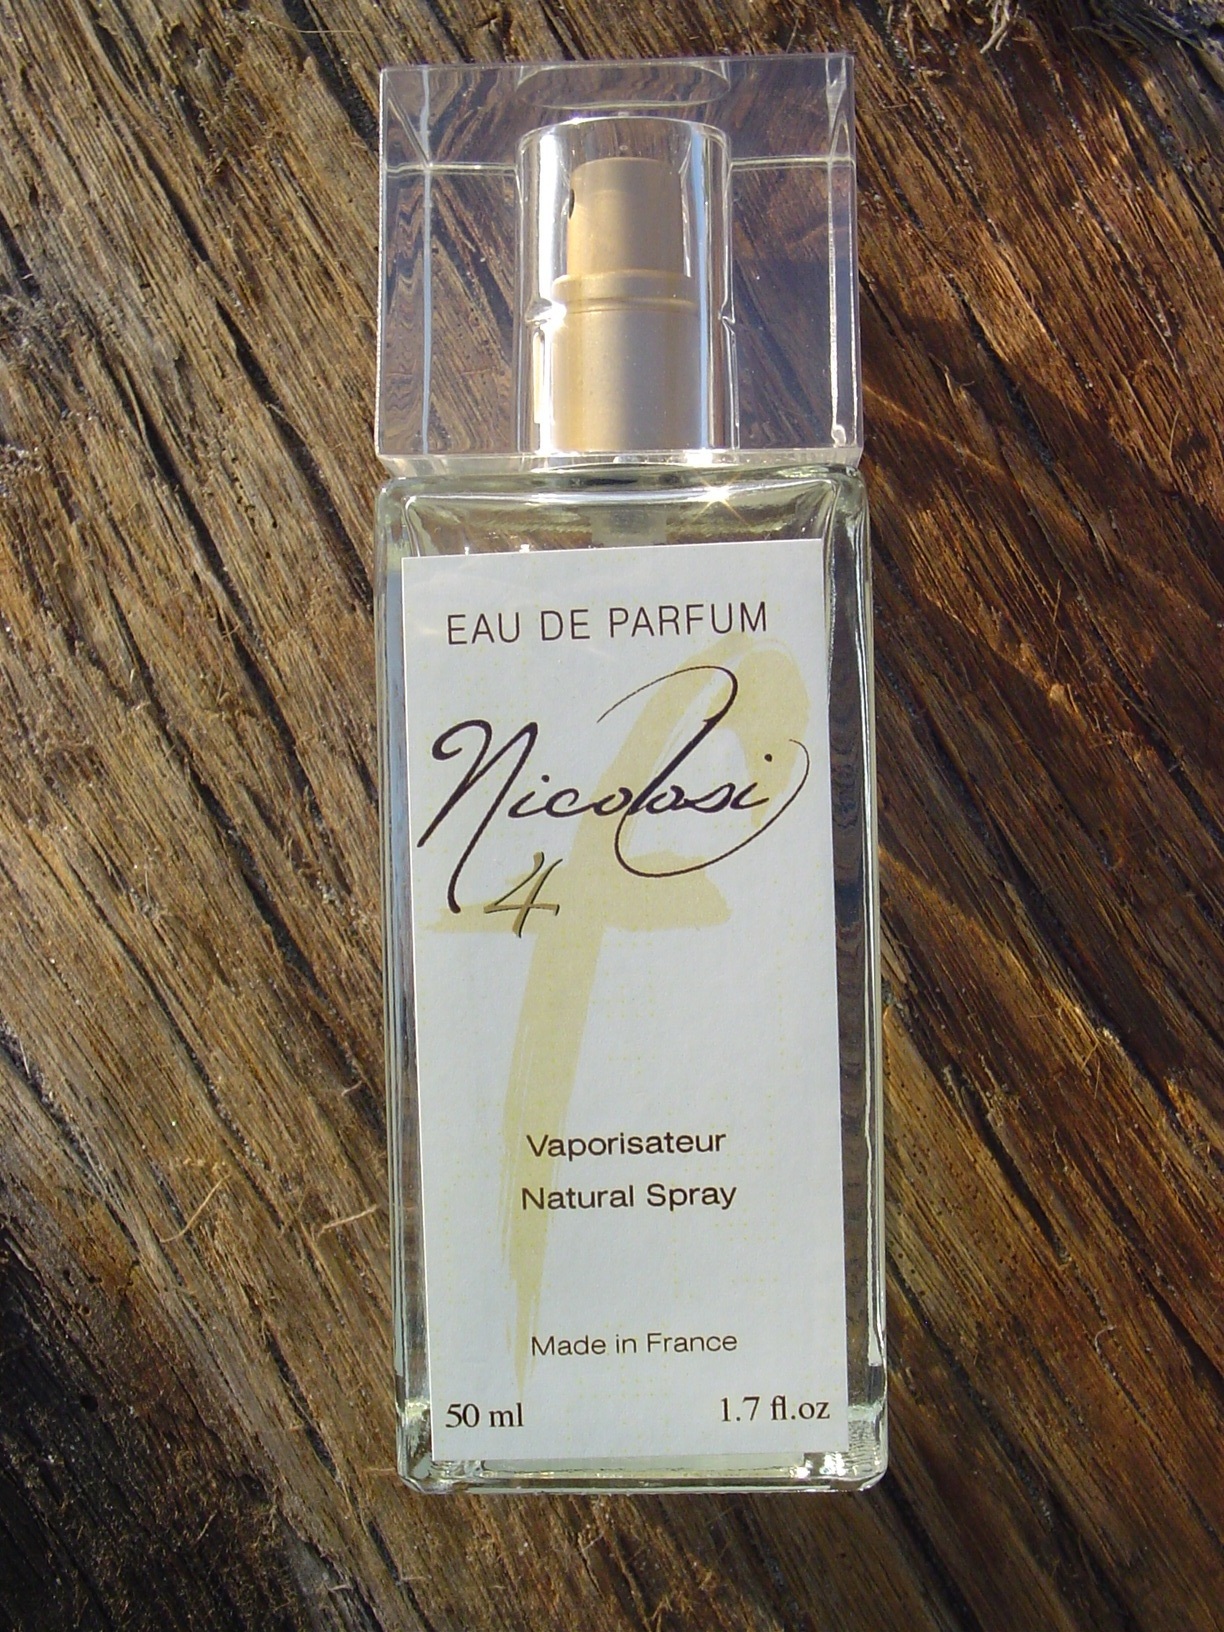 EAU DE PARFUM
Nicolosi
4
Vaporisateur
Natural Spray
Made in France
50 ml 1.7 fl.oz